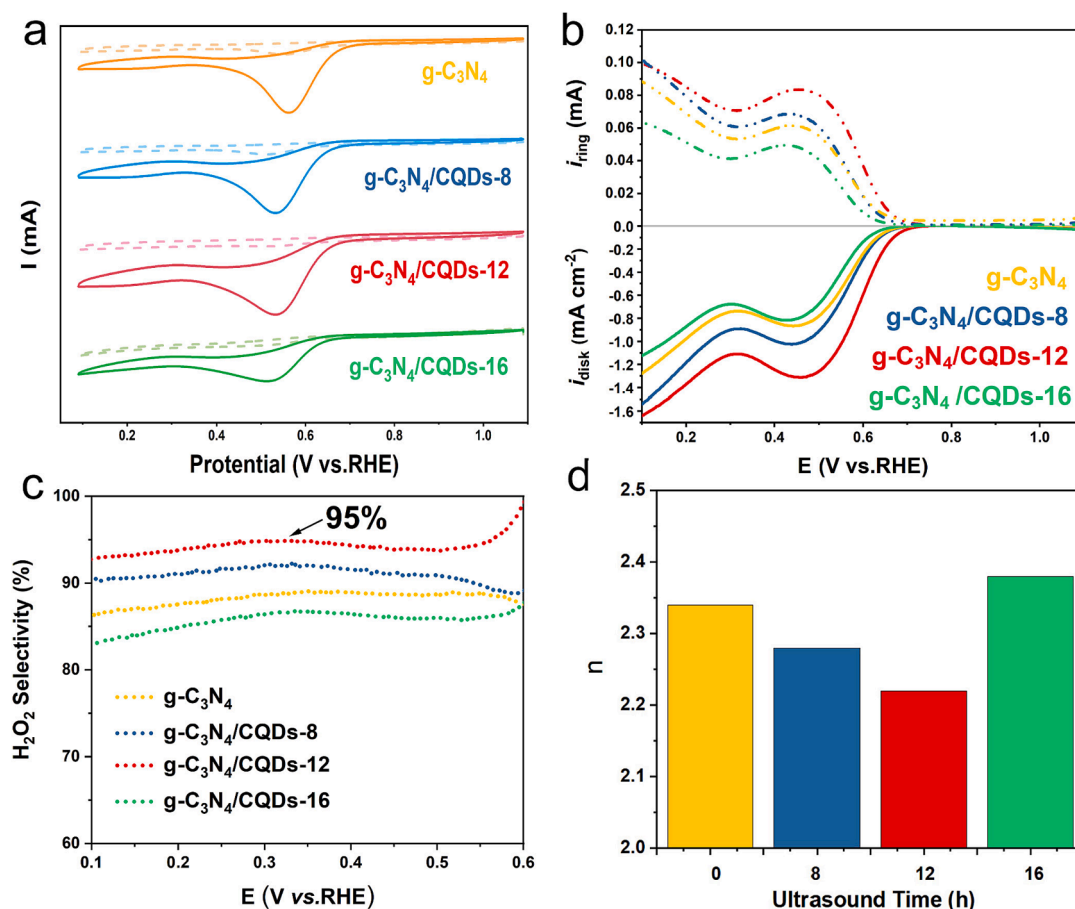 a
I (mA)
g-C₃N₄
g-C₃N₄/CQDs-8
g-C₃N₄/CQDs-12
g-C₃N₄/CQDs-16
0.2 0.4 0.6 0.8 1.0
Protential (V vs.RHE)
b
0.12
0.10
0.08
0.06
0.04
0.02
0.00
0.0
-0.2
-0.4
-0.6
-0.8
-1.0
-1.2
-1.4
-1.6
i ring (mA)
i disk (mA cm⁻²)
g-C₃N₄
g-C₃N₄/CQDs-8
g-C₃N₄/CQDs-12
g-C₃N₄ /CQDs-16
0.2 0.4 0.6 0.8 1.0
E (V vs.RHE)
c
100
90
80
70
60
H₂O₂ Selectivity (%)
95%
g-C₃N₄
g-C₃N₄/CQDs-8
g-C₃N₄/CQDs-12
g-C₃N₄/CQDs-16
0.1 0.2 0.3 0.4 0.5 0.6
E (V vs.RHE)
d
2.5
2.4
2.3
2.2
2.1
2.0
n
0 8 12 16
Ultrasound Time (h)